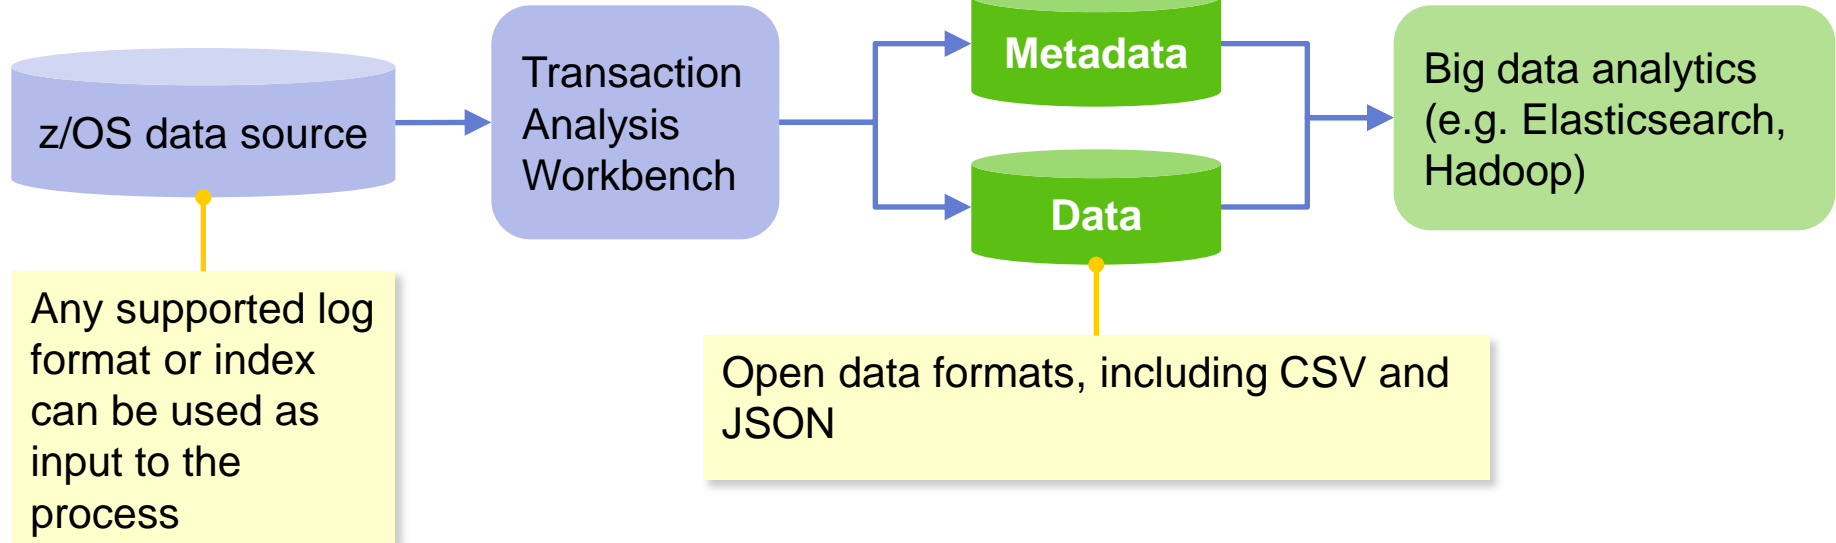 z/OS data source
Transaction
Analysis
Workbench
Metadata
Data
Big data analytics
(e.g. Elasticsearch,
Hadoop)
Any supported log
format or index
can be used as
input to the
process
Open data formats, including CSV and
JSON